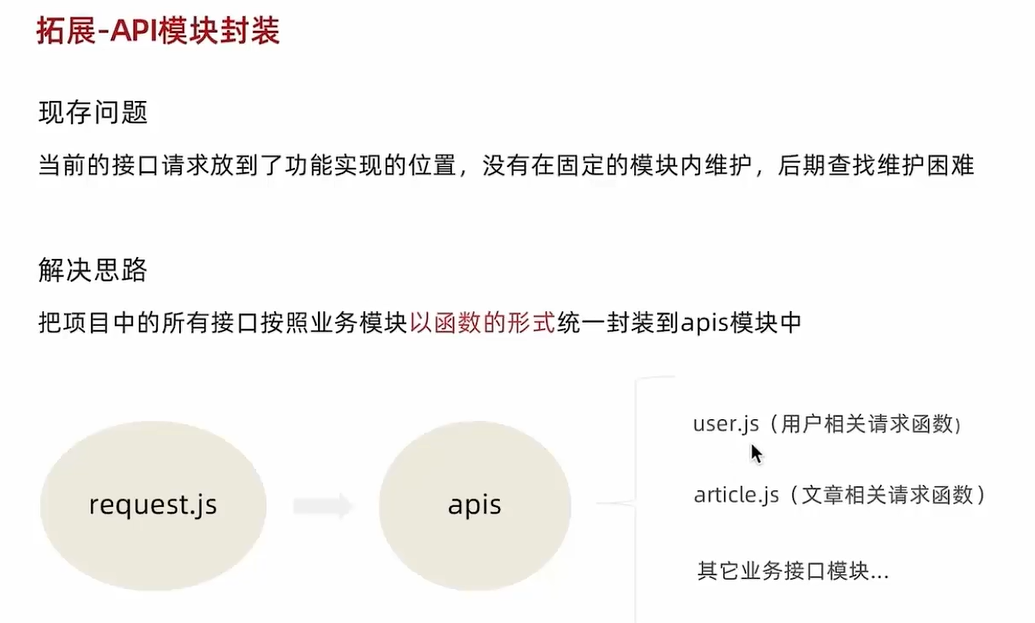 拓展-API模块封装
现存问题
当前的接口请求放到了功能实现的位置，没有在固定的模块内维护，后期查找维护困难
解决思路
把项目中的所有接口按照业务模块以函数的形式统一封装到apis模块中
request.js
apis
user.js（用户相关请求函数）
article.js（文章相关请求函数）
其它业务接口模块...